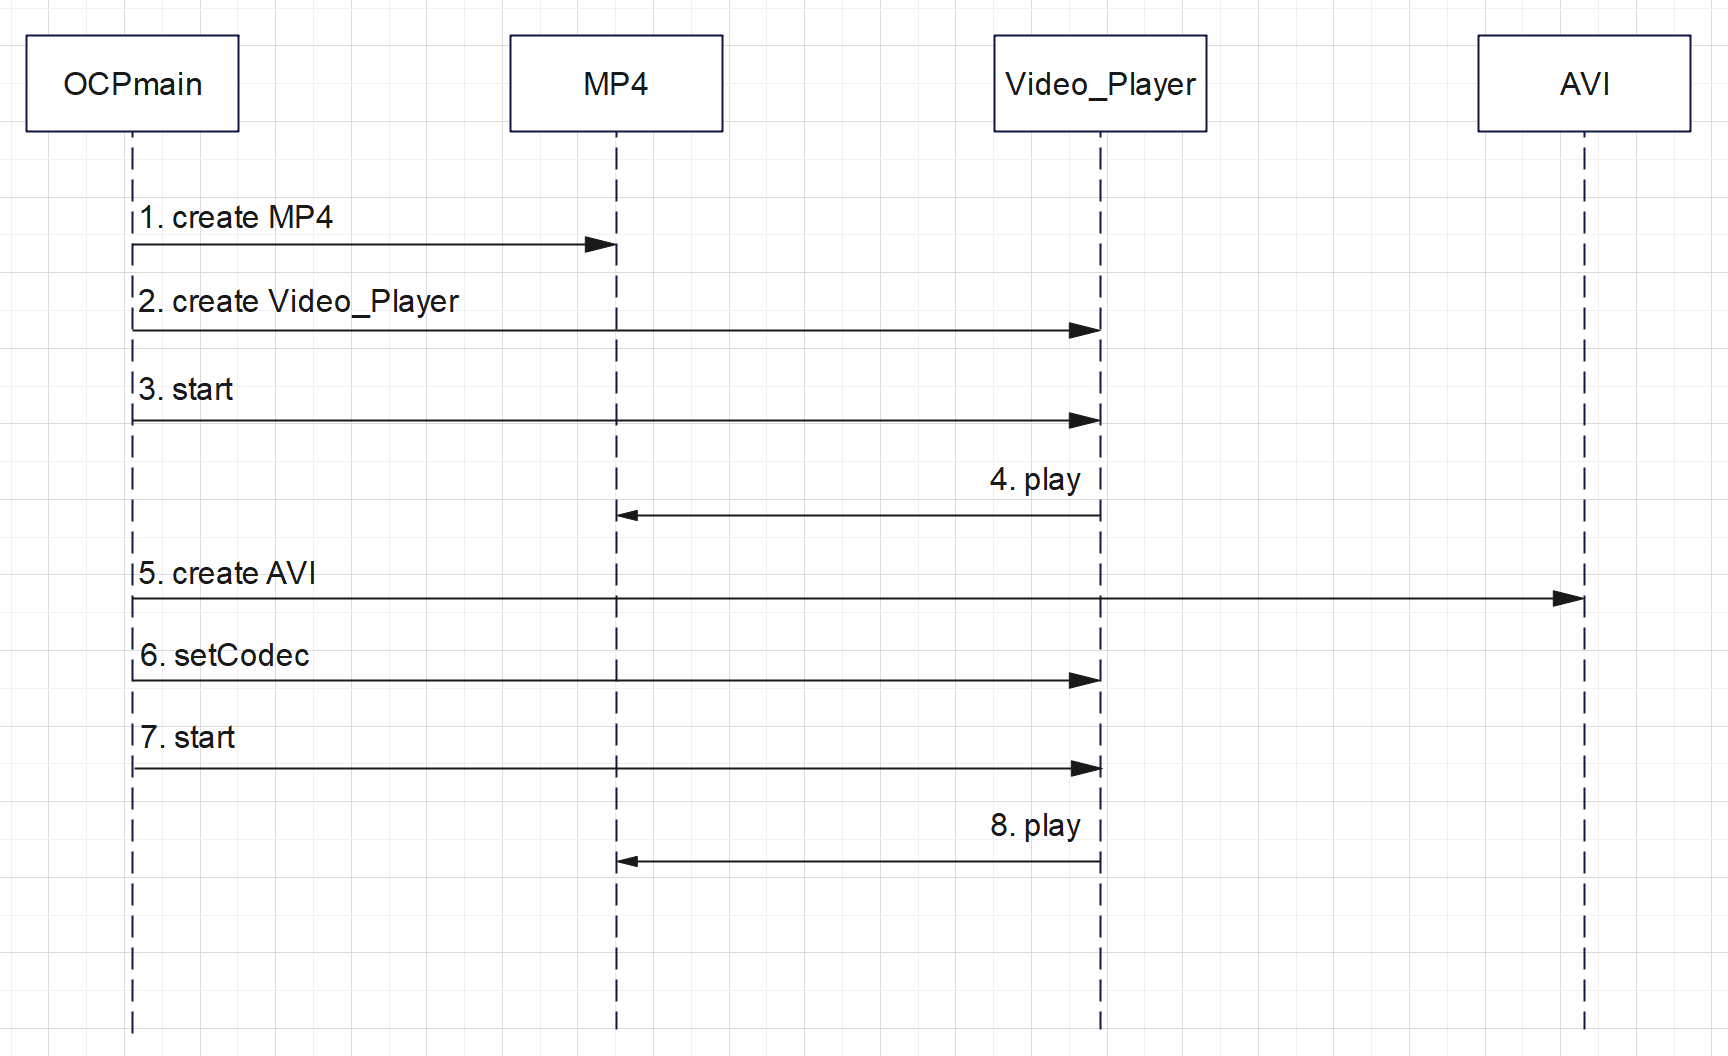 OCPmain
MP4
Video_Player
AVI
1. create MP4
2. create Video_Player
3. start
4. play
5. create AVI
6. setCodec
7. start
8. play